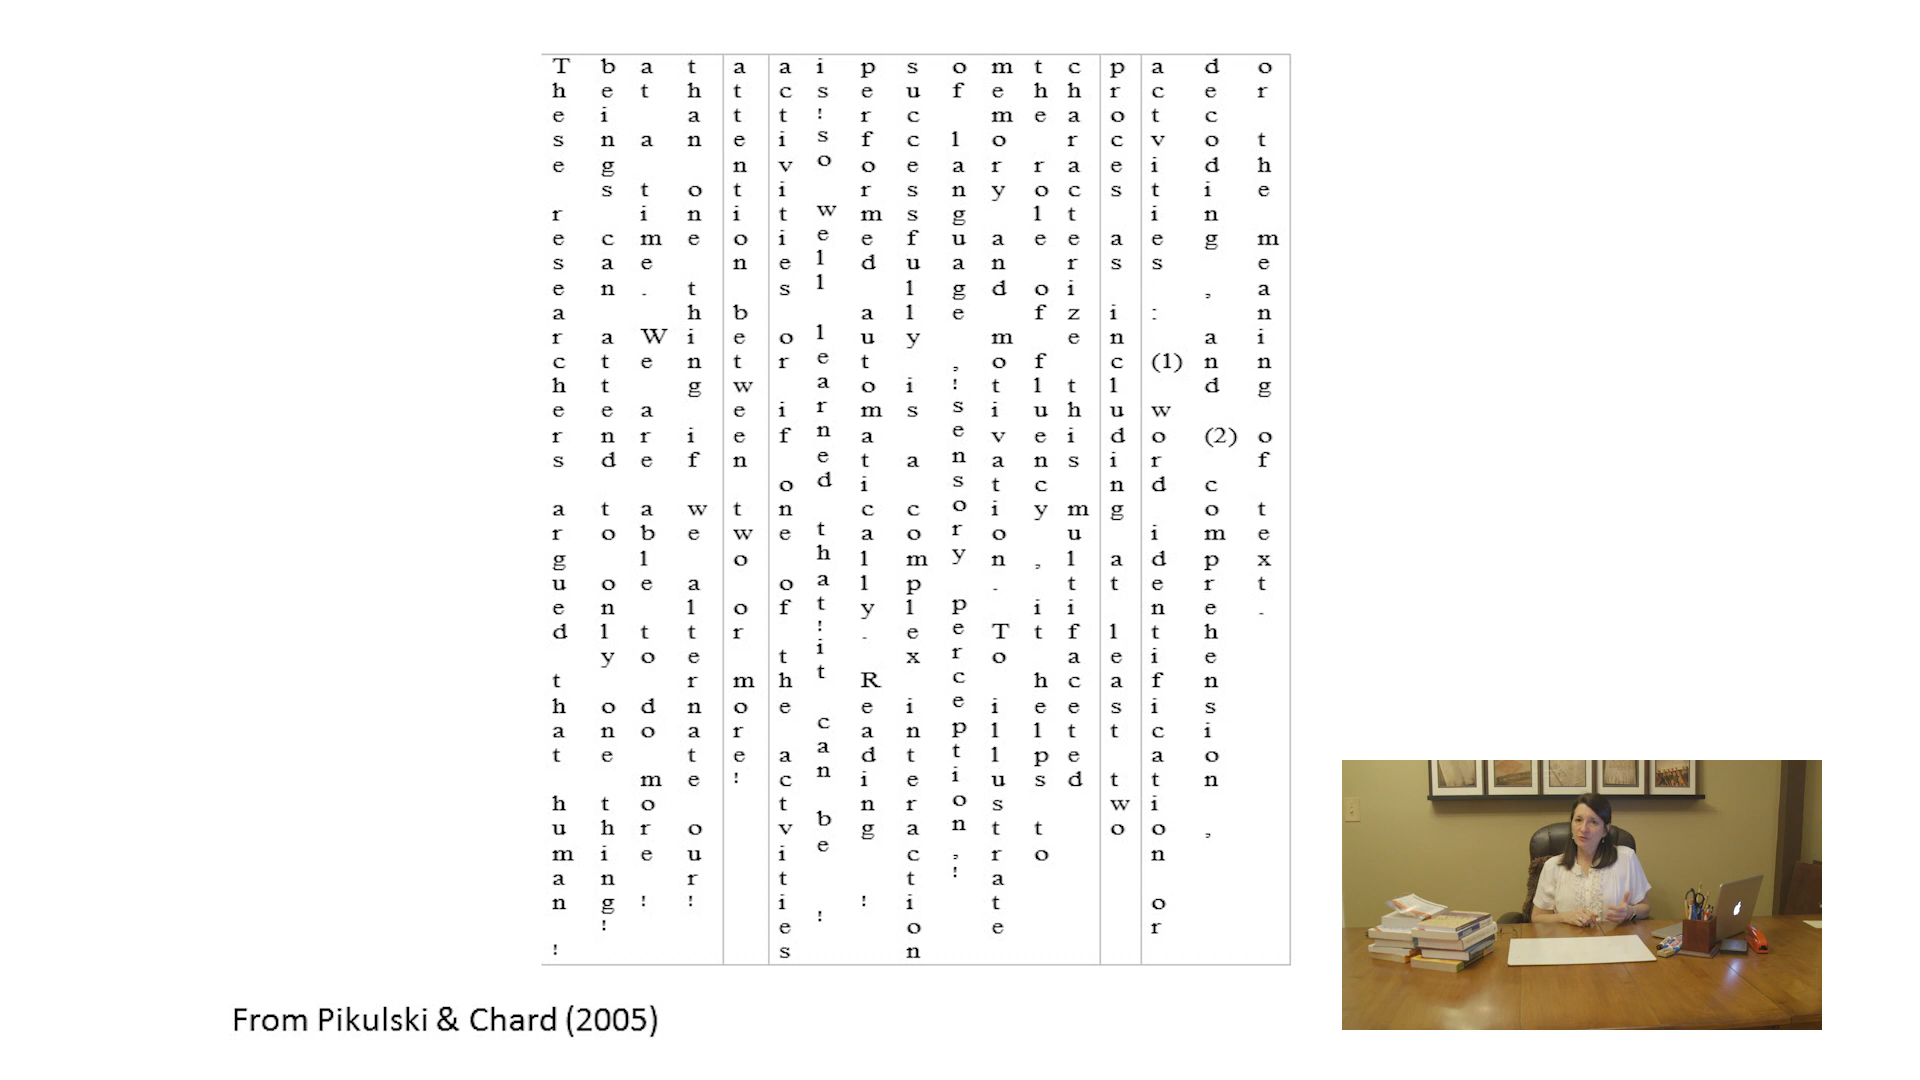 These researchers argued that human !
beings can attend to only one thing!
at a time. We are able to do more !
than one thing if we alternate our!
attention between two or more!
activities or if one of the actvities
is!so well learned that!it can be !
performed automatically. Reading !
successfully is a complex interaction
of language ,!sensory perception,!
memory and motivation. To illustrate
the role of fluency, it helps to
characterize this multifaceted
proces as including at least two
actvities : (1) word identification or
decoding , and (2) comprehension ,
or the meaning of text.
From Pikulski & Chard (2005)